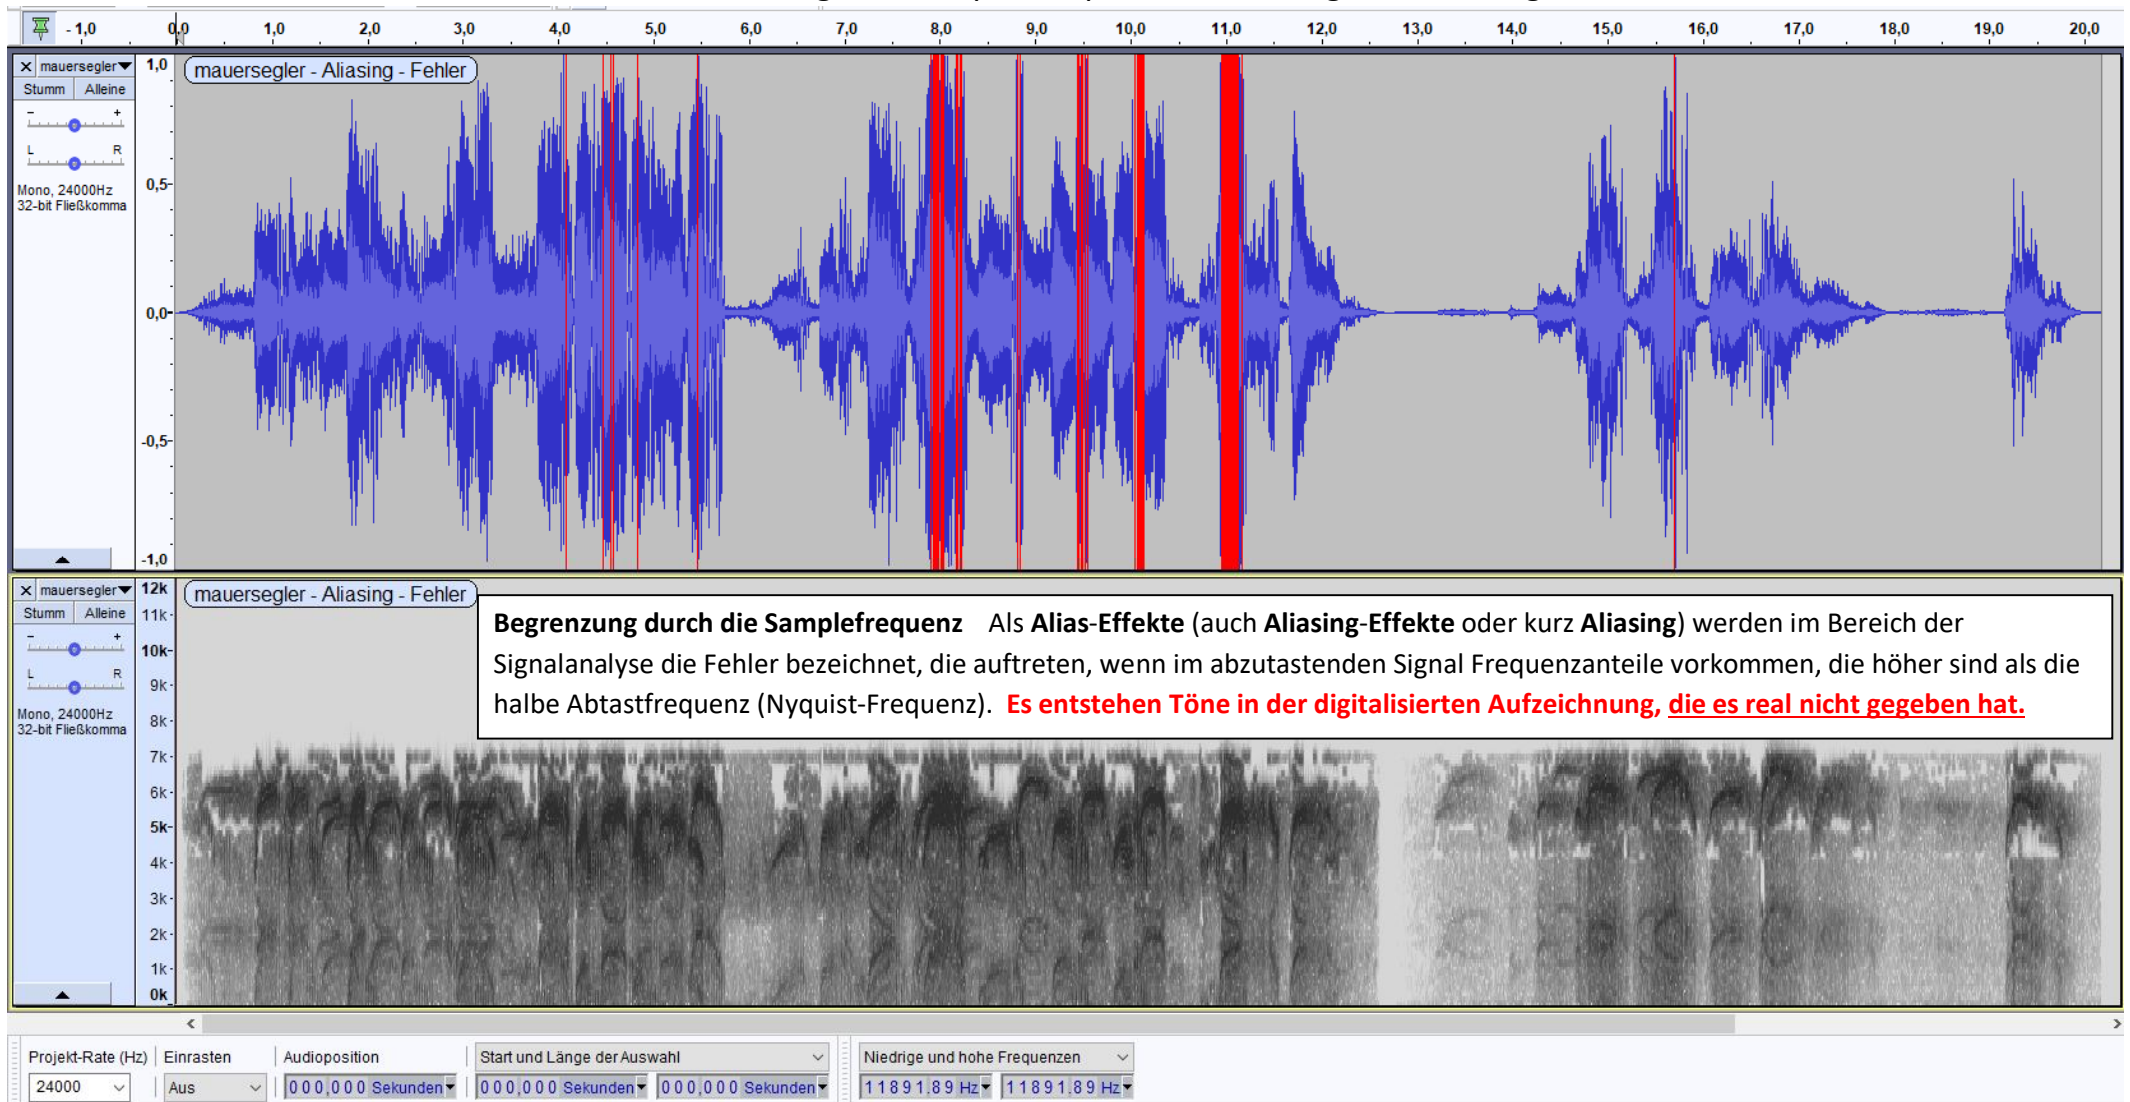 - 1,0 0,0 1,0 2,0 3,0 4,0 5,0 6,0 7,0 8,0 9,0 10,0 11,0 12,0 13,0 14,0 15,0 16,0 17,0 18,0 19,0 20,0
mauersegler
Stumm Alleine
- +
L R
Mono, 24000Hz
32-bit Fließkomma
1,0
0,5-
0,0-
-0,5-
-1,0
mauersegler - Aliasing - Fehler
mauersegler
Stumm Alleine
- +
L R
Mono, 24000Hz
32-bit Fließkomma
12k
11k-
10k-
9k-
8k-
7k-
6k-
5k-
4k-
3k-
2k-
1k-
0k
mauersegler - Aliasing - Fehler
Begrenzung durch die Samplefrequenz Als Alias-Effekte (auch Aliasing-Effekte oder kurz Aliasing) werden im Bereich der
Signalanalyse die Fehler bezeichnet, die auftreten, wenn im abzutastenden Signal Frequenzanteile vorkommen, die höher sind als die
halbe Abtastfrequenz (Nyquist-Frequenz). Es entstehen Töne in der digitalisierten Aufzeichnung, die es real nicht gegeben hat.
Projekt-Rate (Hz) Einrasten Audioposition Start und Länge der Auswahl Niedrige und hohe Frequenzen
24000 Aus 000,000 Sekunden 000,000 Sekunden 000,000 Sekunden 11891,89 Hz 11891,89 Hz